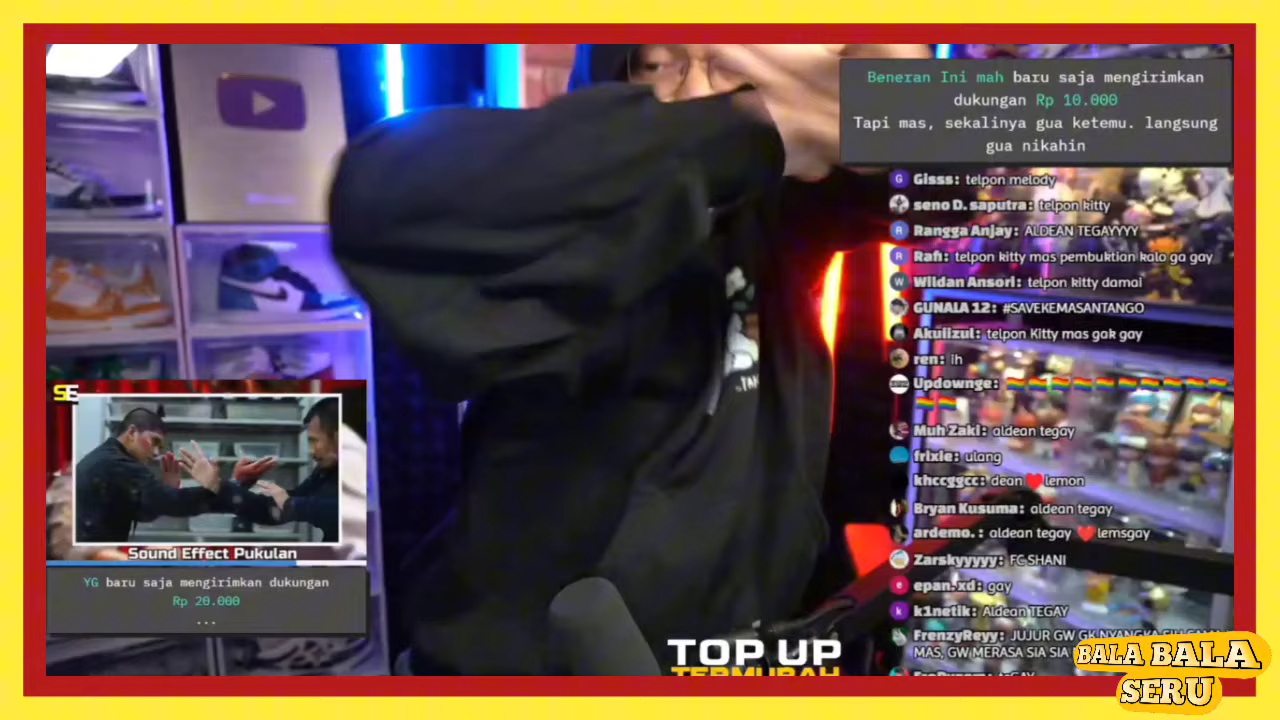 Beneran Ini mah baru saja mengirimkan
dukungan Rp 10.000
Tapi mas, sekalinya gua ketemu. langsung
gua nikahin
G Gisss: telpon melody
seno D. saputra: telpon kitty
R Rangga Anjay: ALDEAN TEGAYYYY
R Rafi: telpon kitty mas pembuktian kalo ga gay
W Wildan Ansori: telpon kitty damai
GUNALA 12: #SAVEKEMASANTANGO
Akuiizul: telpon Kitty mas gak gay
ren: ih
Updownge: 🏳️‍🌈🏳️‍🌈🏳️‍🌈🏳️‍🌈🏳️‍🌈🏳️‍🌈🏳️‍🌈🏳️‍🌈🏳️‍🌈🏳️‍🌈
🏳️‍🌈🏳️‍🌈
Muh Zaki: aldean tegay
frixie: ulang
khccggcc: dean ❤️lemon
Bryan Kusuma: aldean tegay
ardemo.: aldean tegay ❤️lemsgay
Zarskyyyyy: FC SHANI
e epan.xd: gay
k k1netik: Aldean TEGAY
FrenzyReyy: JUJUR GW GK NYANGKA
MAS, GW MERASA SIA SIA
SE
Sound Effect Pukulan
YG baru saja mengirimkan dukungan
Rp 20.000
...
TOP UP
TERMURAH
BALA BALA
SERU